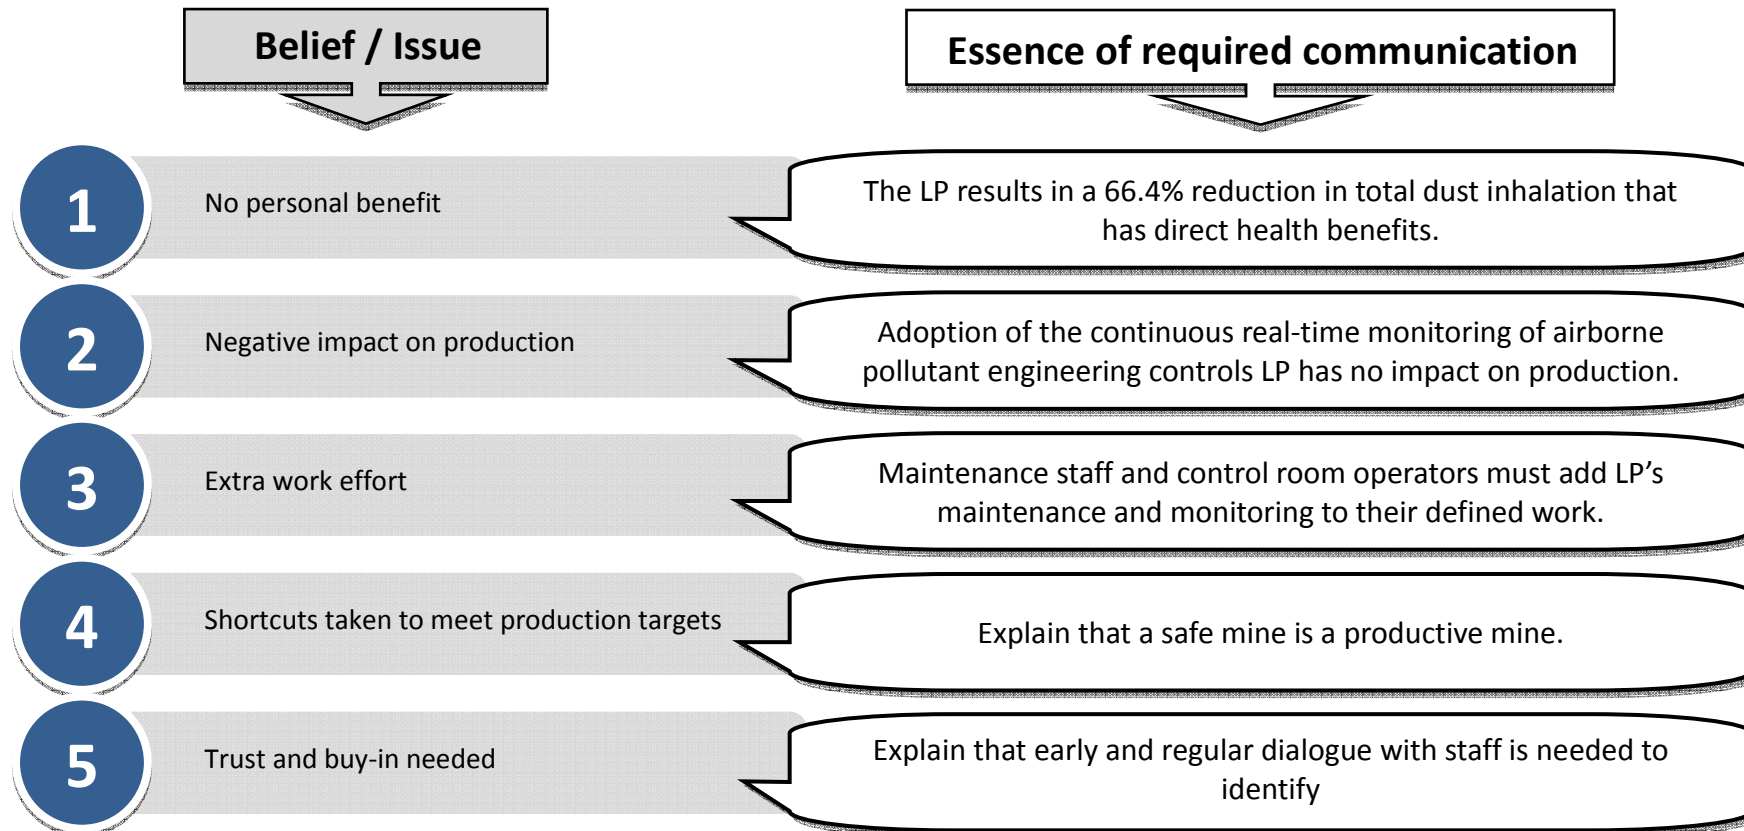 Belief / Issue
Essence of required communication
1
No personal benefit
The LP results in a 66.4% reduction in total dust inhalation that
has direct health benefits.
2
Negative impact on production
Adoption of the continuous real-time monitoring of airborne
pollutant engineering controls LP has no impact on production.
3
Extra work effort
Maintenance staff and control room operators must add LP’s
maintenance and monitoring to their defined work.
4
Shortcuts taken to meet production targets
Explain that a safe mine is a productive mine.
5
Trust and buy-in needed
Explain that early and regular dialogue with staff is needed to
identify